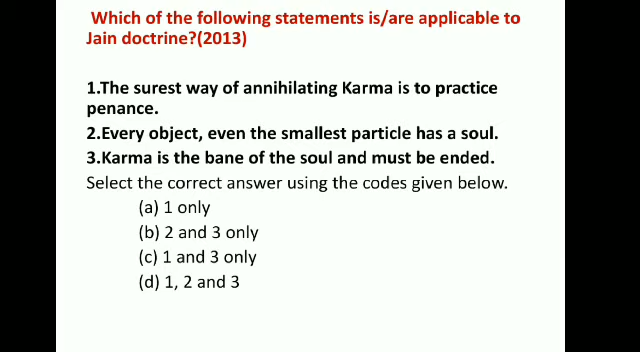 Which of the following statements is/are applicable to
Jain doctrine?(2013)
1.The surest way of annihilating Karma is to practice
penance.
2.Every object, even the smallest particle has a soul.
3.Karma is the bane of the soul and must be ended.
Select the correct answer using the codes given below.
(a) 1 only
(b) 2 and 3 only
(c) 1 and 3 only
(d) 1, 2 and 3